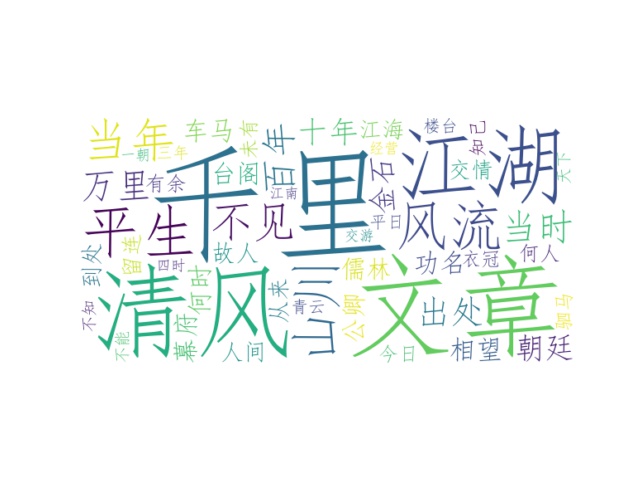 当年
一朝
三年
车马
未有
百年
十年
江海
楼台
知己
江湖
天下
万里
有余
千里
台阁
江南
经营
金石
交情
平生
不见
平日
风流
当时
到处
留连
故人
四时
交游
儒林
功名
衣冠
何人
不知
清风
何时
从来
山川
公卿
文章
出处
驷马
不能
幕府
人间
青云
今日
相望
朝廷